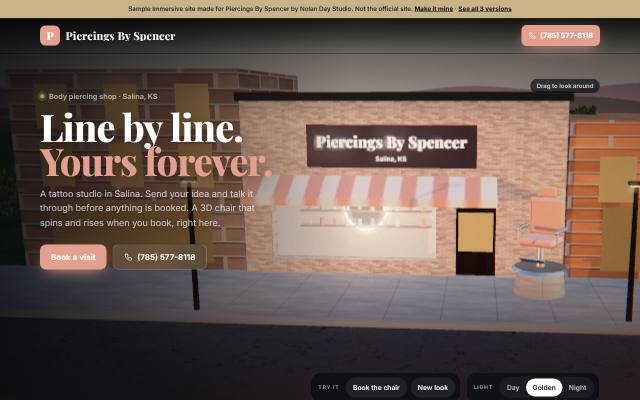 Sample Immersive site made for Piercings By Spencer by Nolan Day Studio. Not the official site. Make it mine · See all 3 versions
P Piercings By Spencer
(785) 577-8118
Drag to look around
Body piercing shop · Salina, KS
Line by line.
Yours forever.
A tattoo studio in Salina. Send your idea and talk it
through before anything is booked. A 3D chair that
spins and rises when you book, right here.
Book a visit
(785) 577-8118
Piercings By Spencer
Salina, KS
TRY IT Book the chair New look
LIGHT Day Golden Night